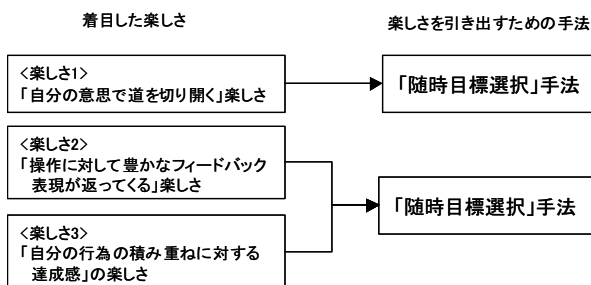 着目した楽しさ
楽しさを引き出すための手法
<楽しさ1>
「自分の意思で道を切り開く」楽しさ
「随時目標選択」手法
<楽しさ2>
「操作に対して豊かなフィードバック
表現が返ってくる」楽しさ
<楽しさ3>
「自分の行為の積み重ねに対する
達成感」の楽しさ
「随時目標選択」手法